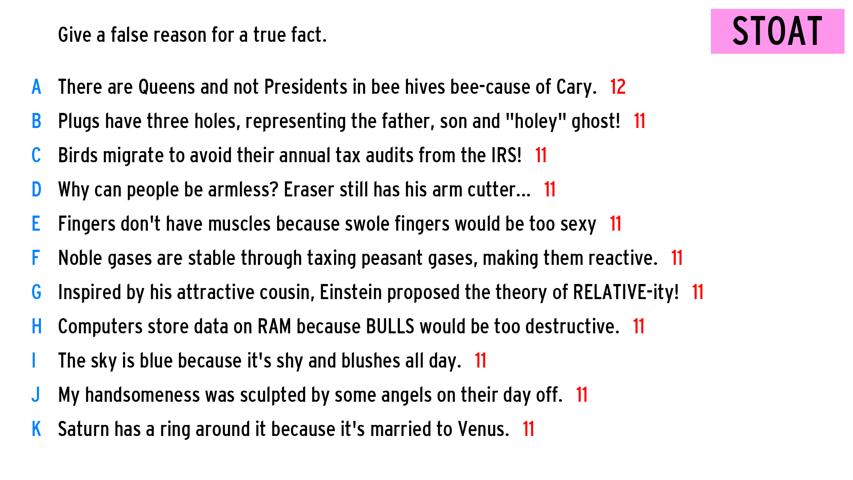 Give a false reason for a true fact.
STOAT
A There are Queens and not Presidents in bee hives bee-cause of Cary. 12
B Plugs have three holes, representing the father, son and "holey" ghost! 11
C Birds migrate to avoid their annual tax audits from the IRS! 11
D Why can people be armless? Eraser still has his arm cutter... 11
E Fingers don't have muscles because swole fingers would be too sexy 11
F Noble gases are stable through taxing peasant gases, making them reactive. 11
G Inspired by his attractive cousin, Einstein proposed the theory of RELATIVE-ity! 11
H Computers store data on RAM because BULLS would be too destructive. 11
I The sky is blue because it's shy and blushes all day. 11
J My handsomeness was sculpted by some angels on their day off. 11
K Saturn has a ring around it because it's married to Venus. 11